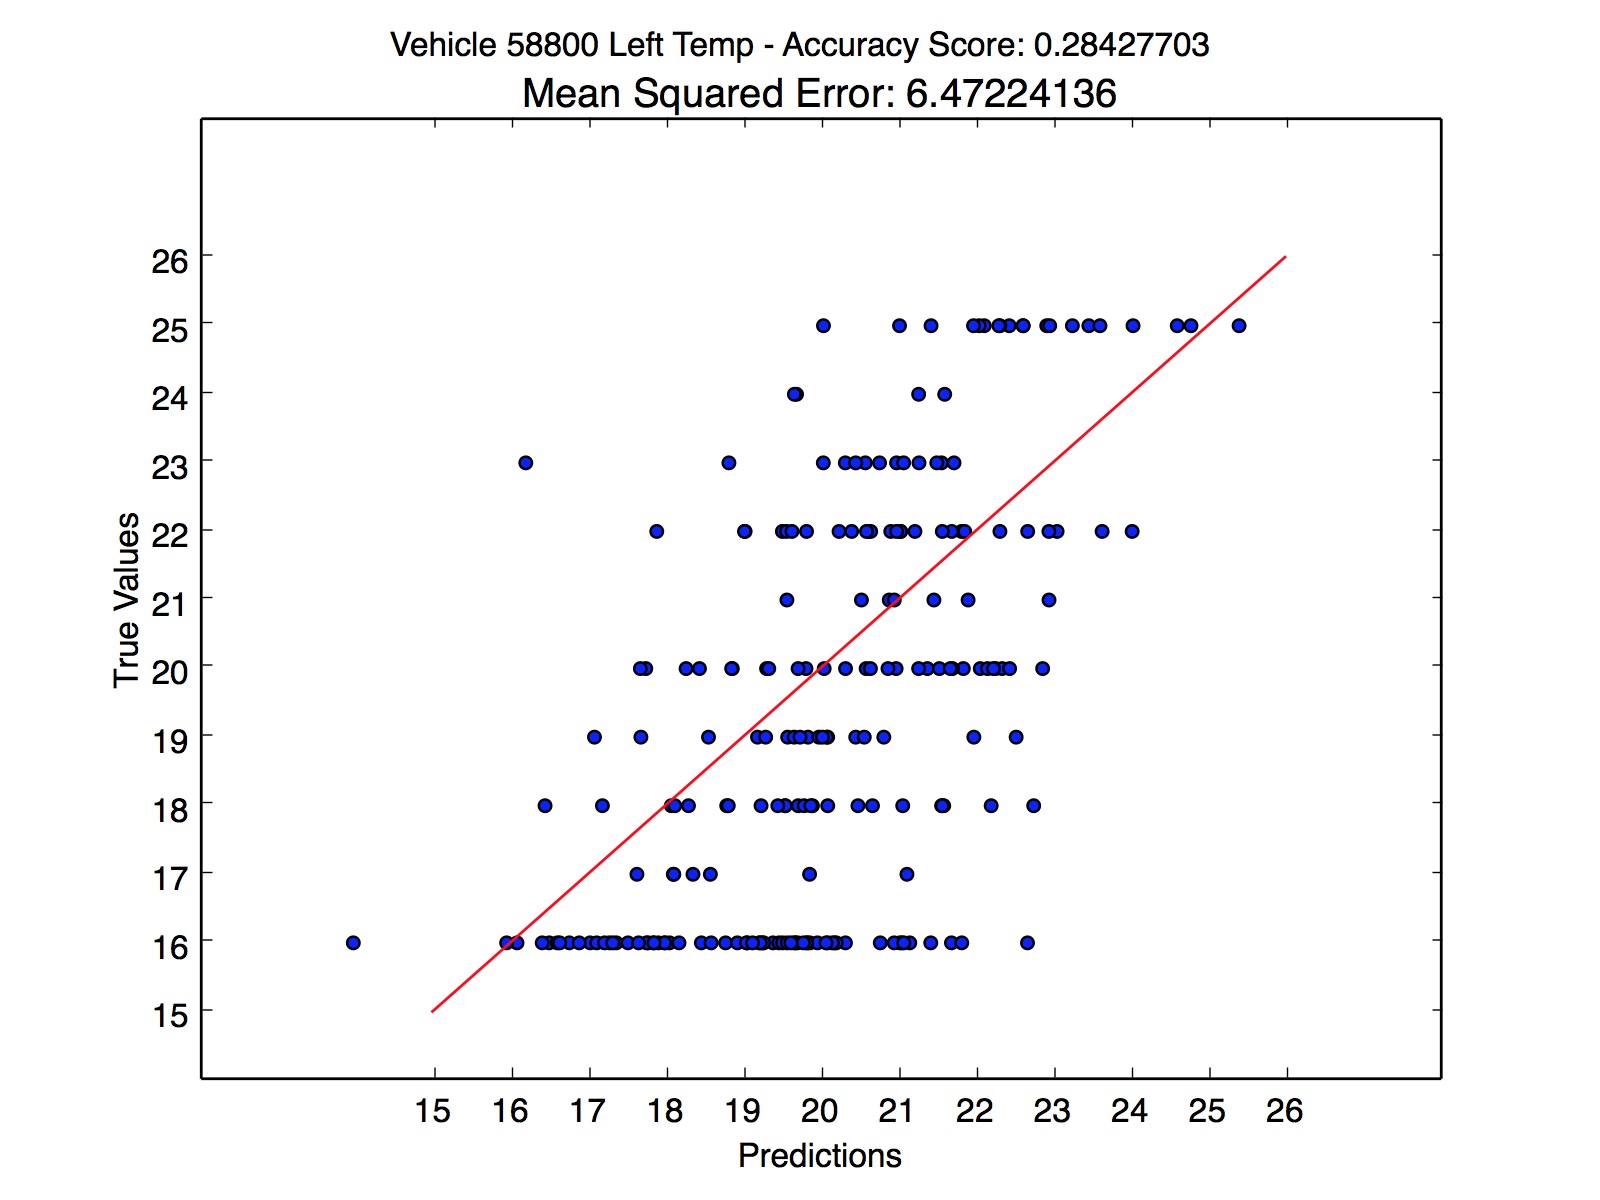 Vehicle 58800 Left Temp - Accuracy Score: 0.28427703
Mean Squared Error: 6.47224136
26
25
24
23
22
21
20
19
18
17
16
15
True Values
15 16 17 18 19 20 21 22 23 24 25 26
Predictions